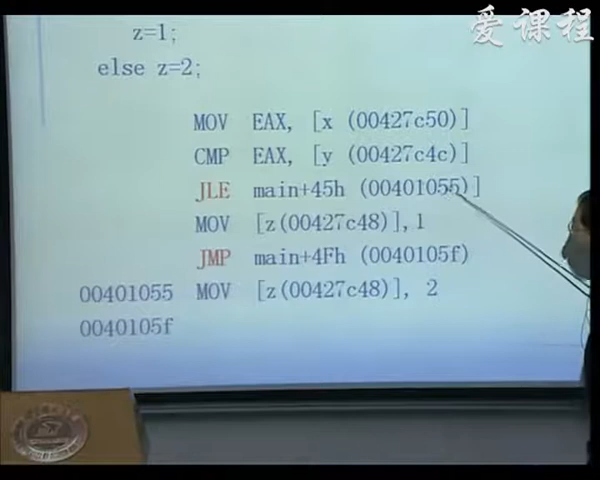 爱课程
z=1;
else z=2;
MOV EAX, [x (00427c50)]
CMP EAX, [y (00427c4c)]
JLE main+45h (00401055)]
MOV [z(00427c48)],1
JMP main+4Fh (0040105f)
00401055 MOV [z(00427c48)], 2
0040105f